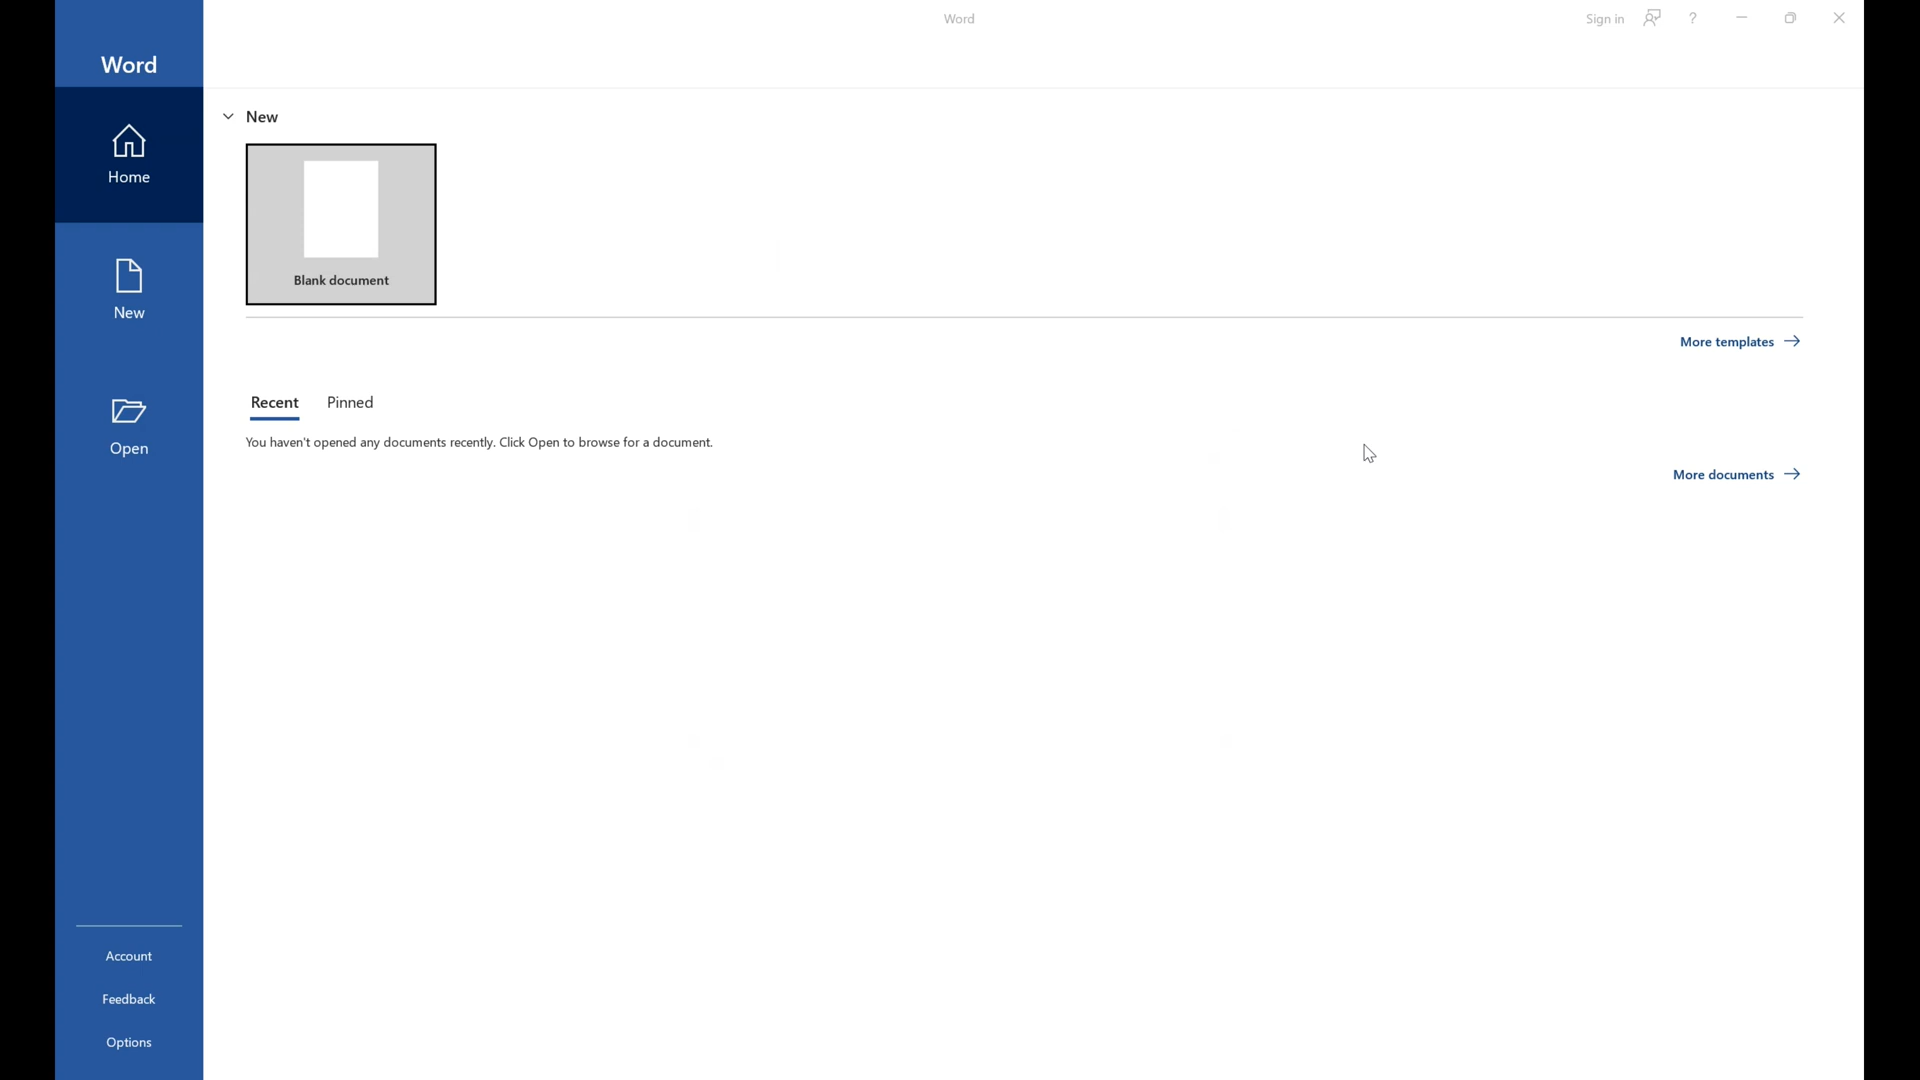 Word
Sign in
?
Word
Home
New
Open
Account
Feedback
Options
New
Blank document
More templates
Recent Pinned
You haven't opened any documents recently. Click Open to browse for a document.
More documents